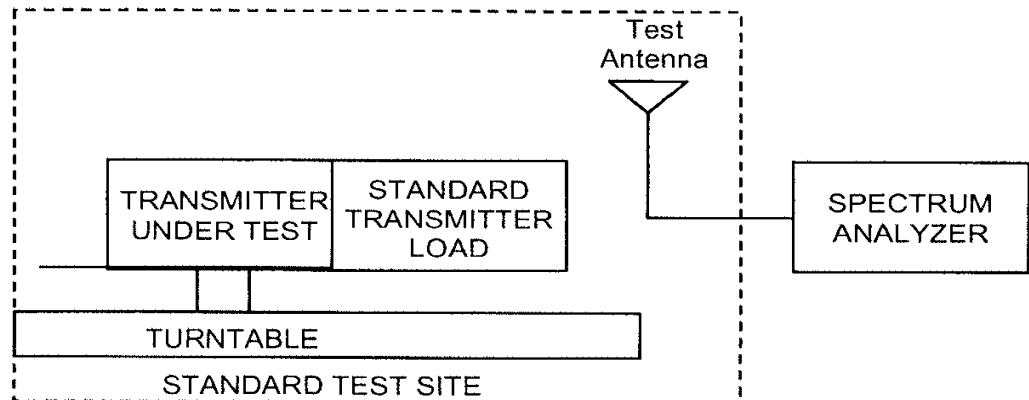 Test
Antenna
TRANSMITTER
UNDER TEST
STANDARD
TRANSMITTER
LOAD
SPECTRUM
ANALYZER
TURNTABLE
STANDARD TEST SITE